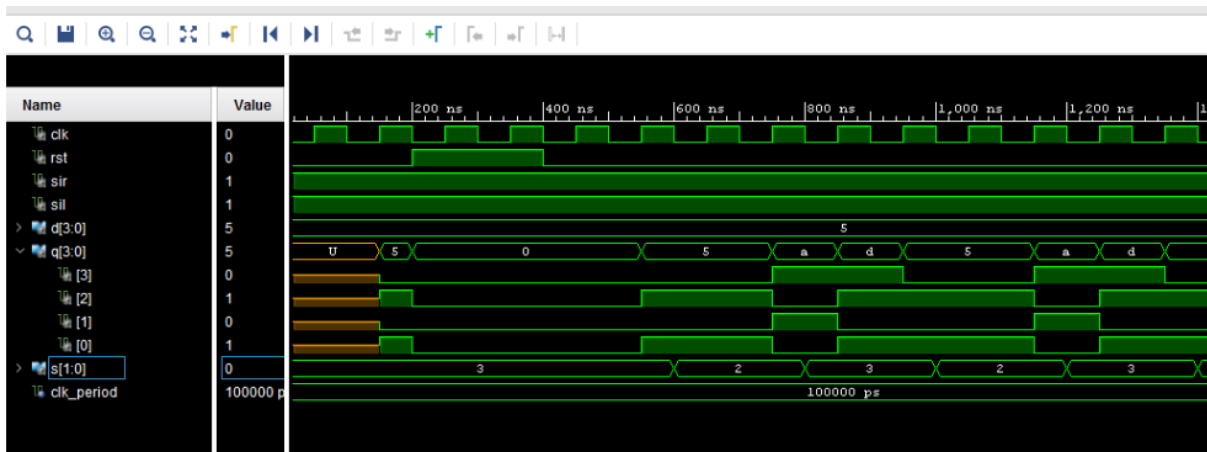 Name Value
200 ns 400 ns 600 ns 800 ns 1,000 ns 1,200 ns 1
clk 0
rst 0
sir 1
sil 1
d[3:0] 5 5
q[3:0] 5 U 5 0 5 a d 5 a d
[3] 0
[2] 1
[1] 0
[0] 1
s[1:0] 0 3 2 3 2 3
clk_period 100000 p 100000 ps